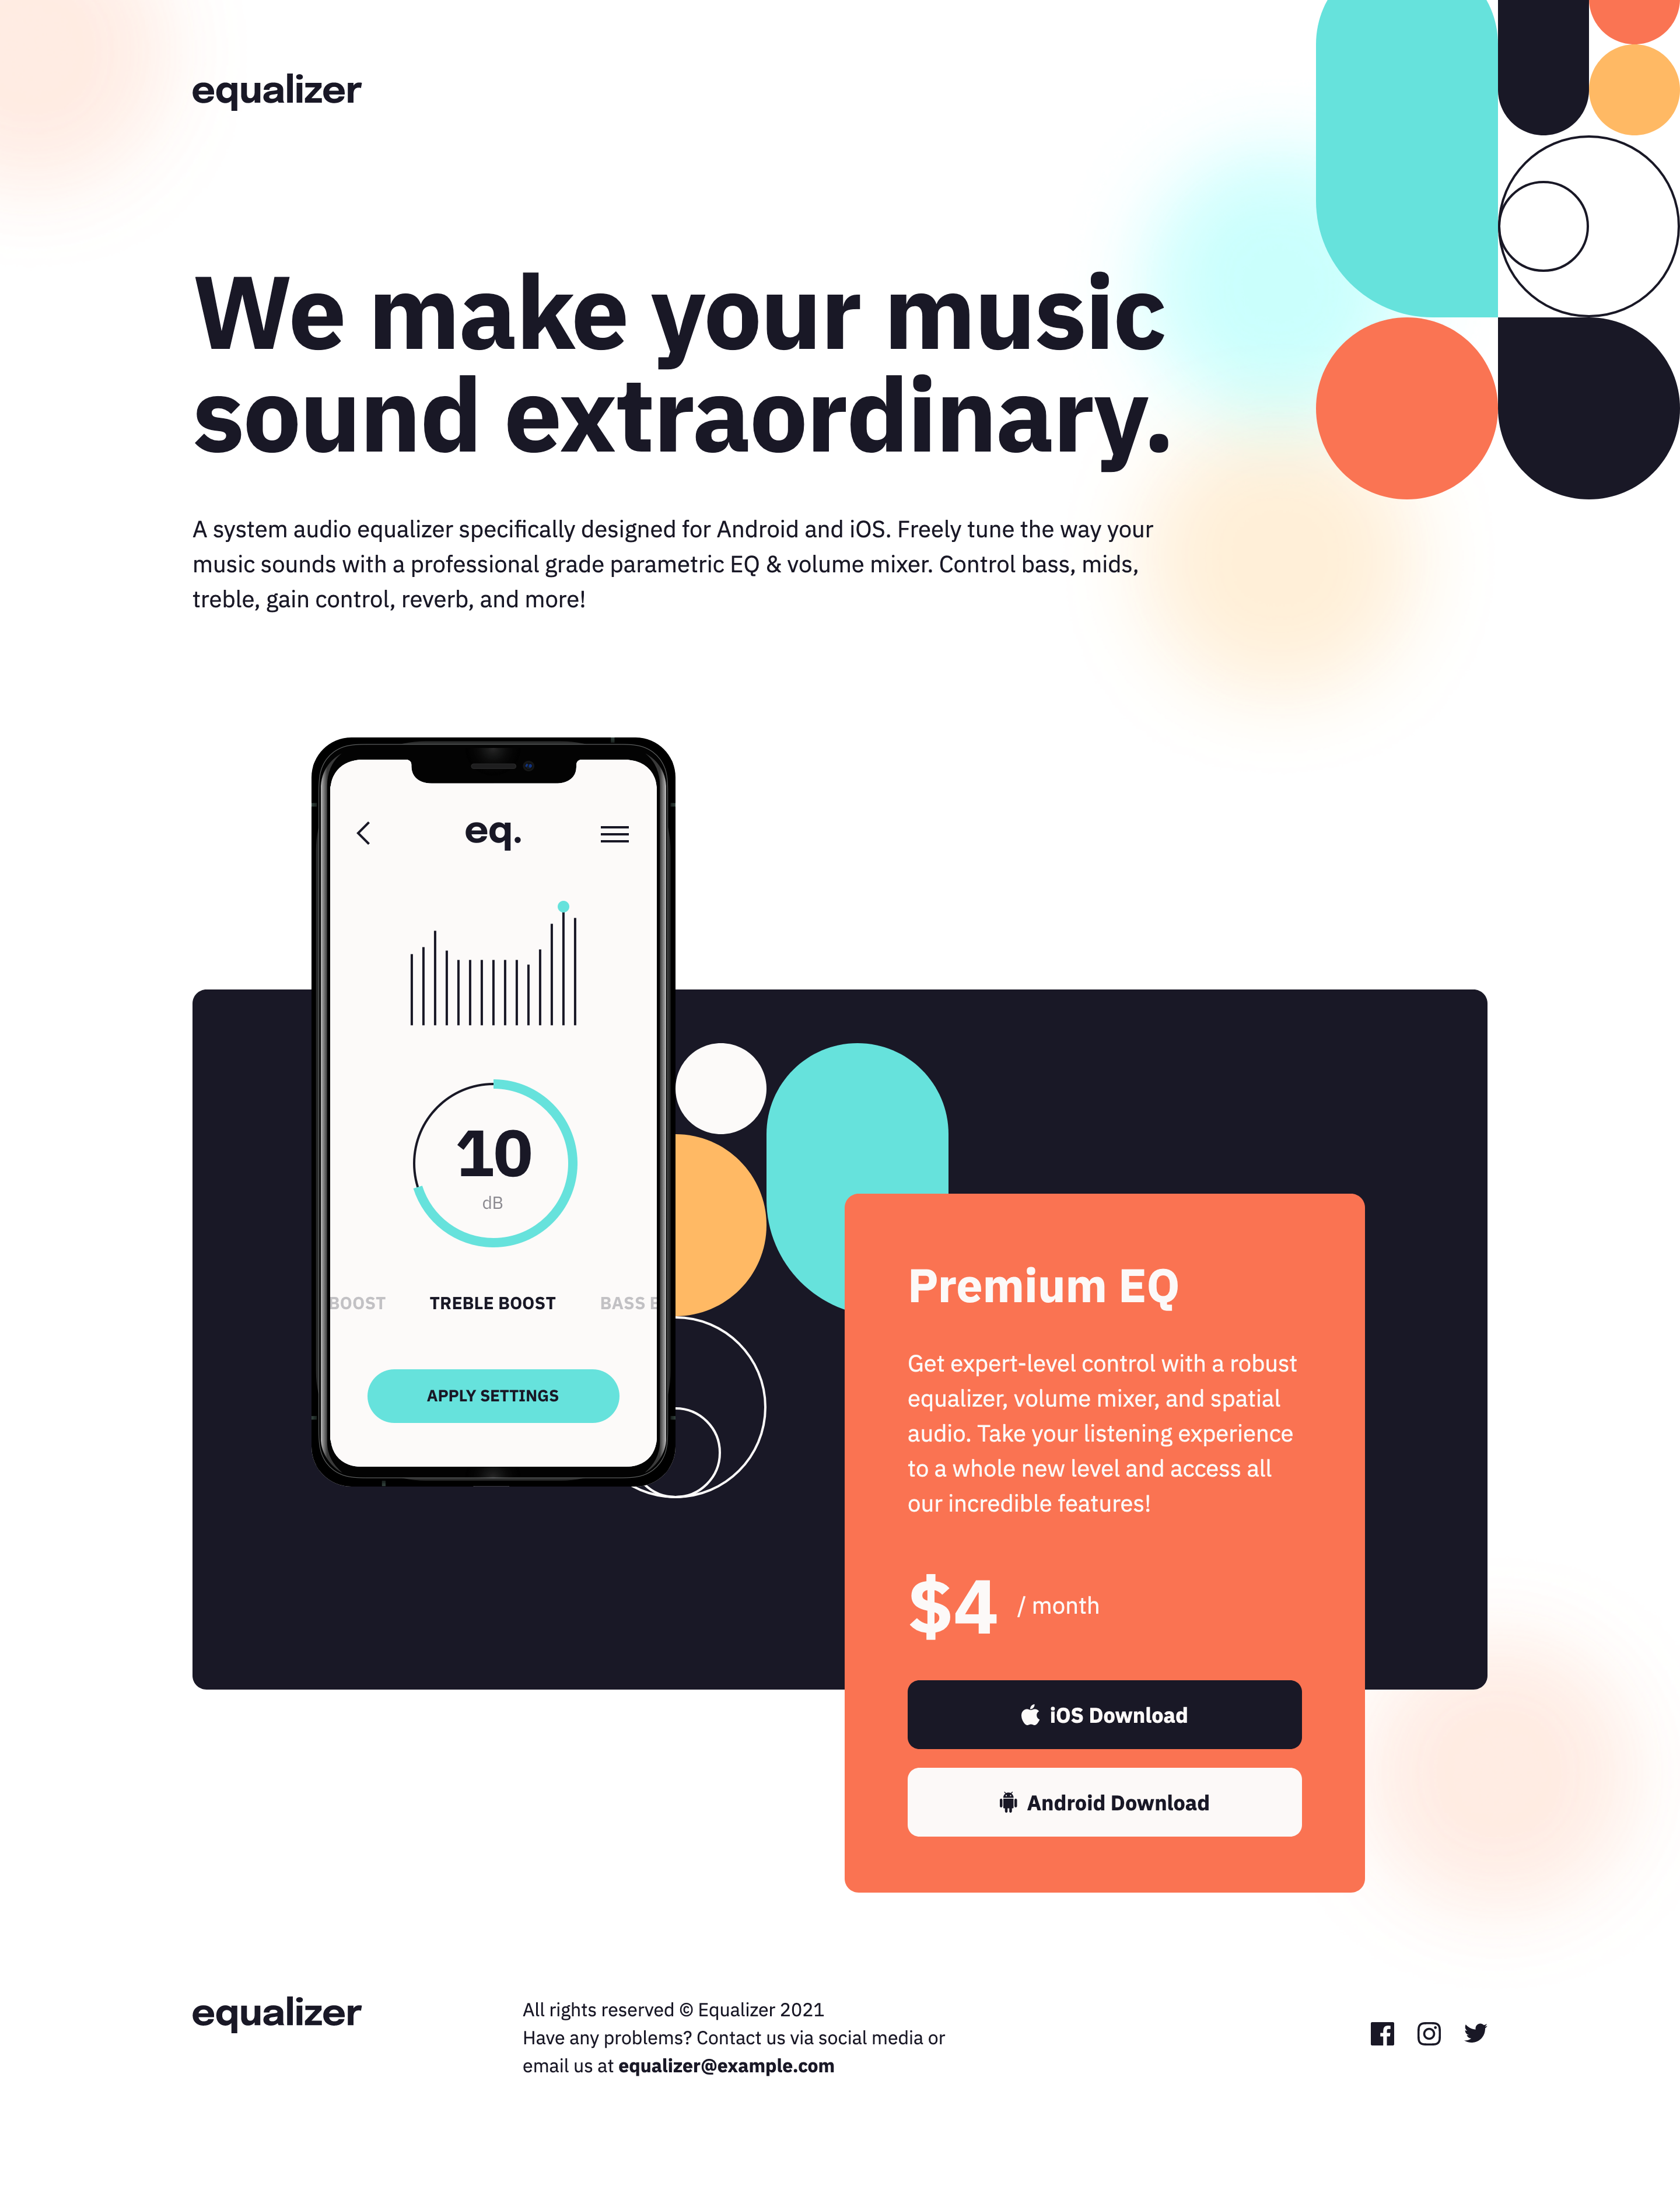 equalizer
We make your music
sound extraordinary.
A system audio equalizer specifically designed for Android and iOS. Freely tune the way your
music sounds with a professional grade parametric EQ & volume mixer. Control bass, mids,
treble, gain control, reverb, and more!
eq.
10
dB
BOOST TREBLE BOOST BASS
APPLY SETTINGS
Premium EQ
Get expert-level control with a robust
equalizer, volume mixer, and spatial
audio. Take your listening experience
to a whole new level and access all
our incredible features!
$4 / month
iOS Download
Android Download
equalizer
All rights reserved © Equalizer 2021
Have any problems? Contact us via social media or
email us at equalizer@example.com